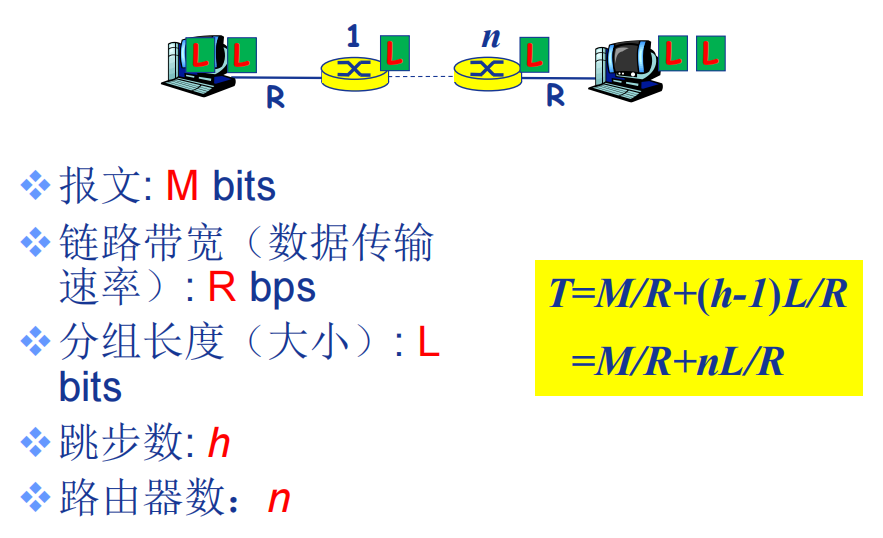 L L 1 L n L L L
R R
报文: M bits
链路带宽（数据传输
速率）: R bps
分组长度（大小）: L
bits
跳步数: h
路由器数：n
T=M/R+(h-1)L/R
=M/R+nL/R